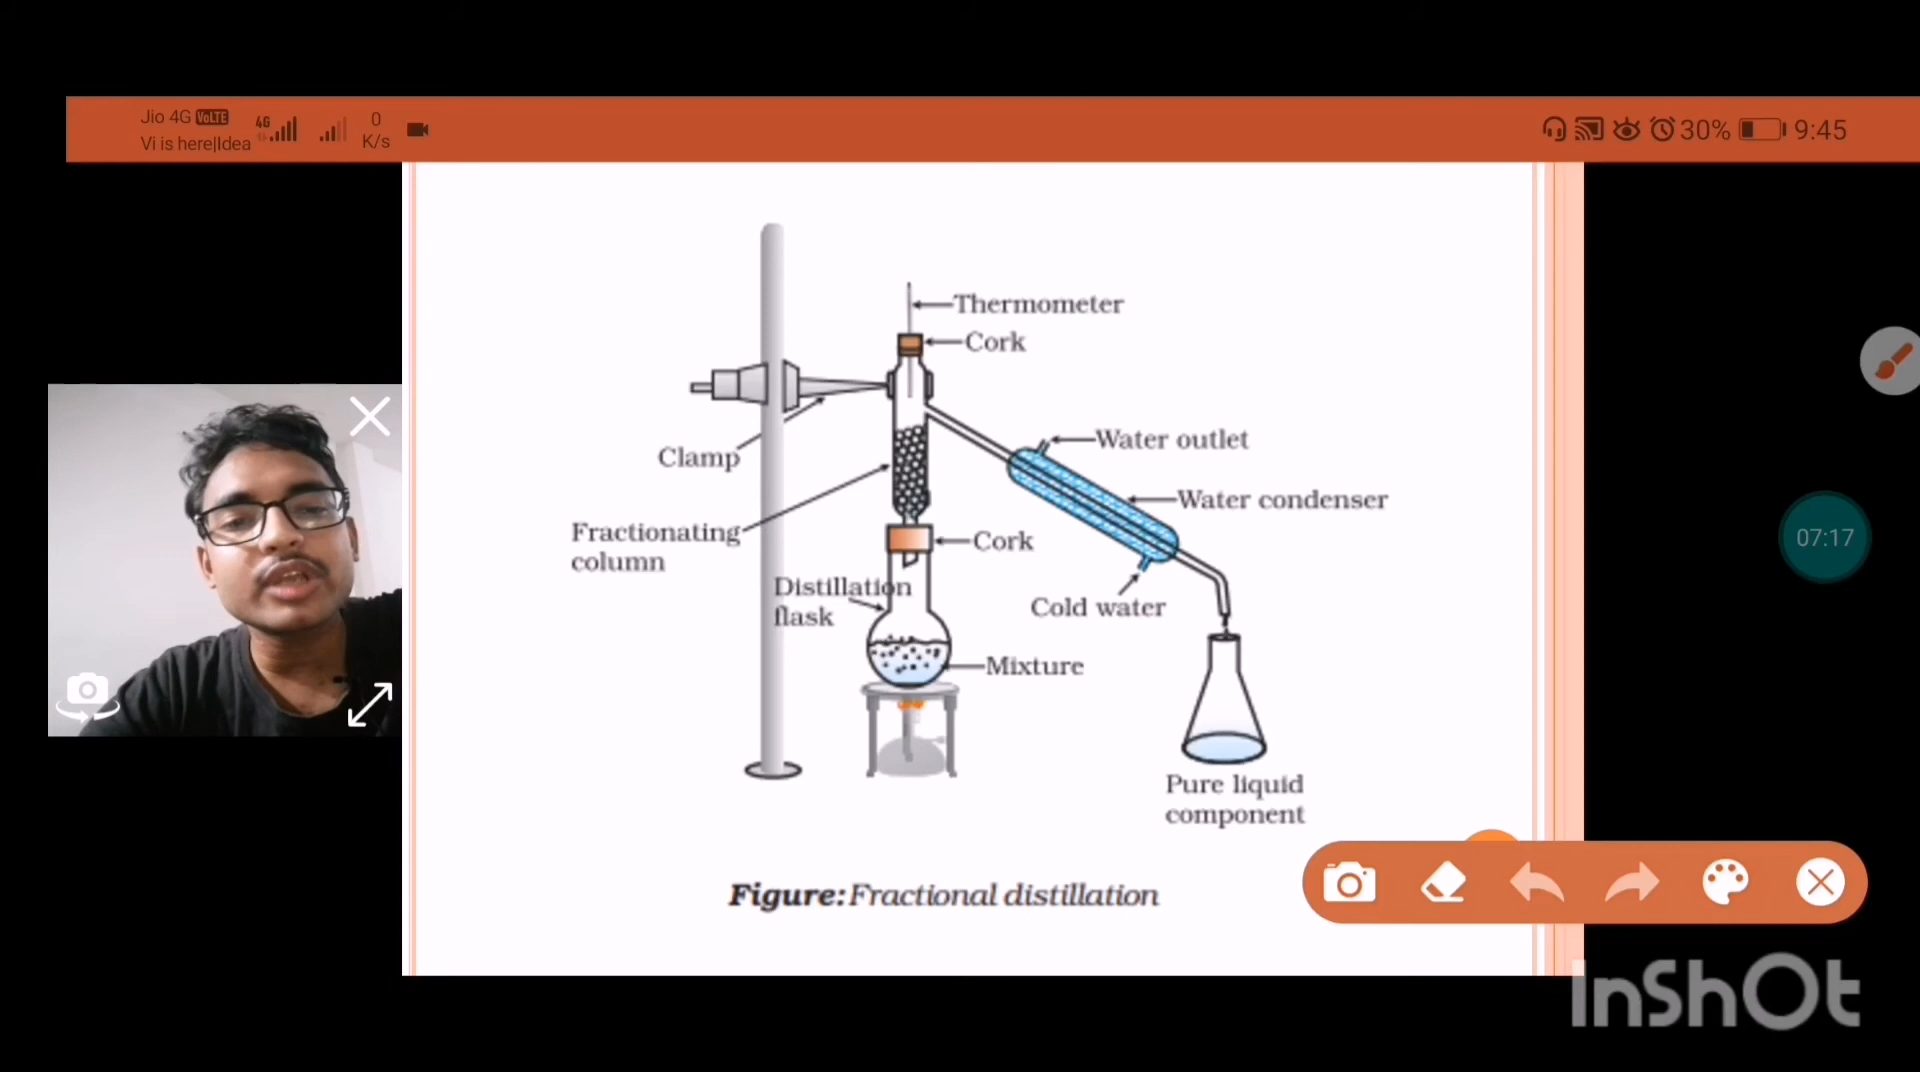 Jio 4G VoLTE
Vi is here|Idea
4G
0
K/s
30%
9:45
Thermometer
Cork
Clamp
Water outlet
Water condenser
Fractionating
column
Cork
Distillation
flask
Cold water
Mixture
07:17
Pure liquid
component
Figure: Fractional distillation
InShOt